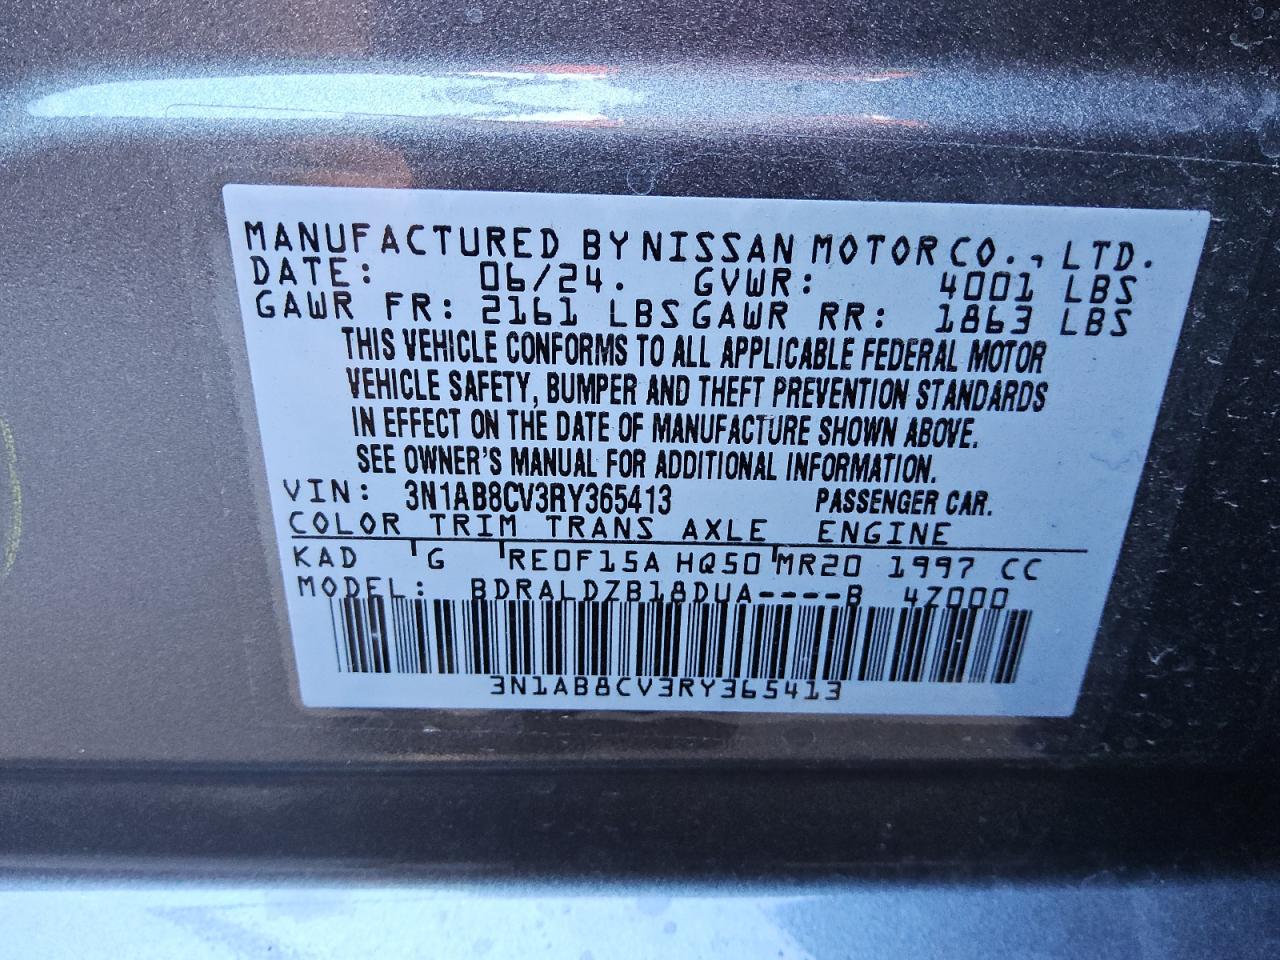 MANUFACTURED BY NISSAN MOTOR CO., LTD.
DATE: 06/24. GVWR: 4001 LBS
GAWR FR: 2161 LBS GAWR RR: 1863 LBS
THIS VEHICLE CONFORMS TO ALL APPLICABLE FEDERAL MOTOR
VEHICLE SAFETY, BUMPER AND THEFT PREVENTION STANDARDS
IN EFFECT ON THE DATE OF MANUFACTURE SHOWN ABOVE.
SEE OWNER'S MANUAL FOR ADDITIONAL INFORMATION.
VIN: 3N1AB8CV3RY365413 PASSENGER CAR.
COLOR TRIM TRANS AXLE ENGINE
KAD G RE0F15A HQ50 MR20 1997 CC
MODEL: BDRALDZB18DUA----B 4Z000
3N1AB8CV3RY365413